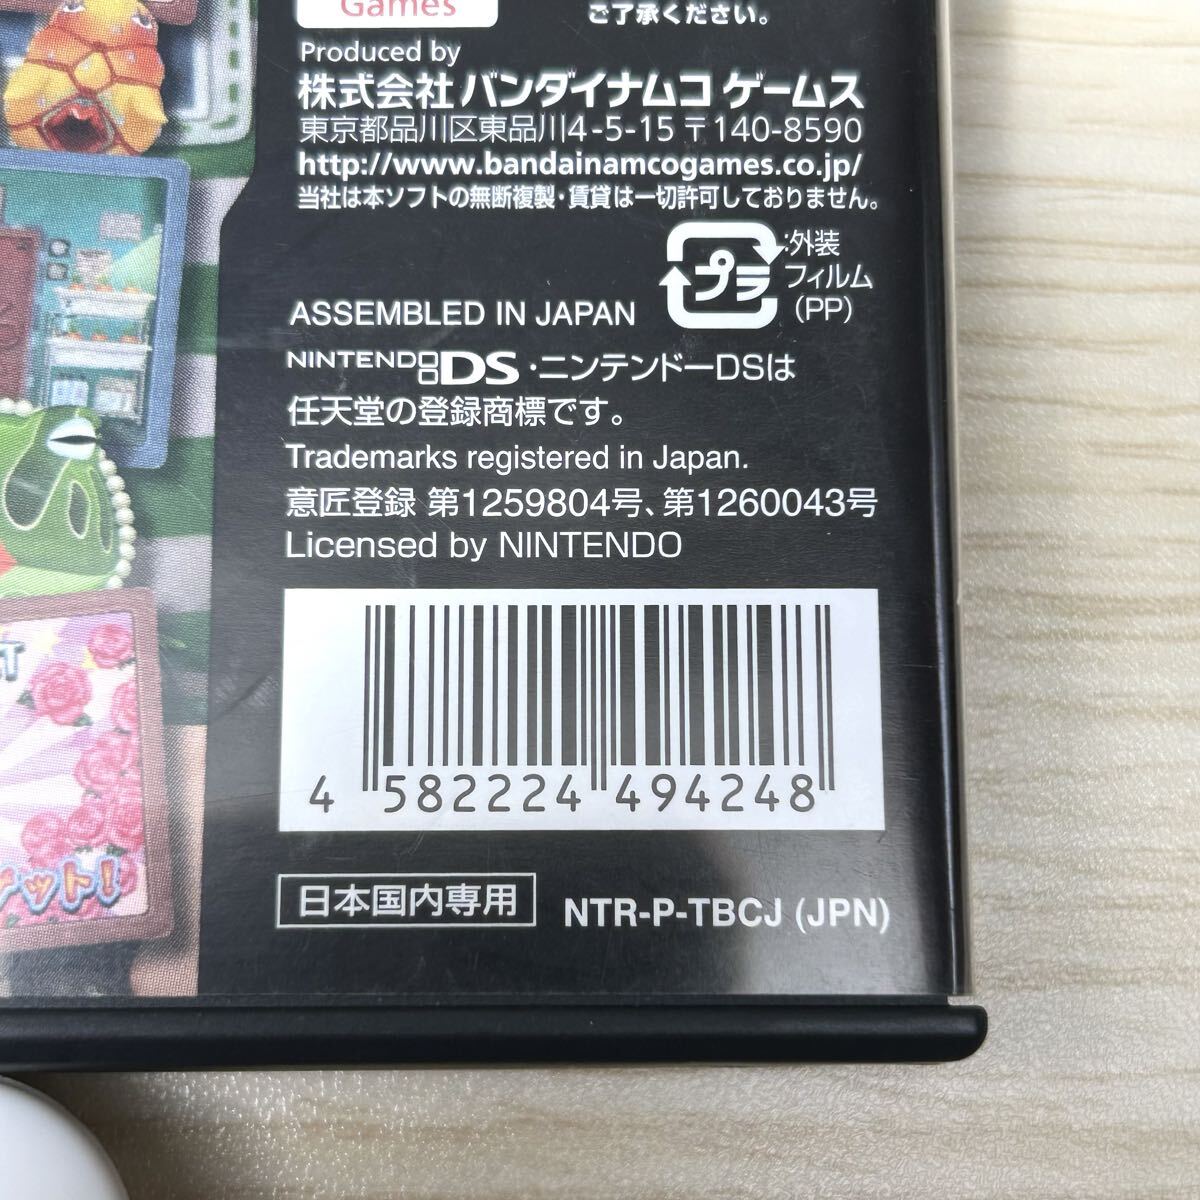 Games
ご了承ください。
Produced by
株式会社 バンダイナムコ ゲームス
東京都品川区東品川4-5-15 〒140-8590
http://www.bandainamcogames.co.jp/
当社は本ソフトの無断複製・賃貸は一切許可しておりません。
プラ
:外装
フィルム
(PP)
ASSEMBLED IN JAPAN
NINTENDO DS・ニンテンドーDSは
任天堂の登録商標です。
Trademarks registered in Japan.
意匠登録 第1259804号、第1260043号
Licensed by NINTENDO
4 582224 494248
日本国内専用
NTR-P-TBCJ (JPN)